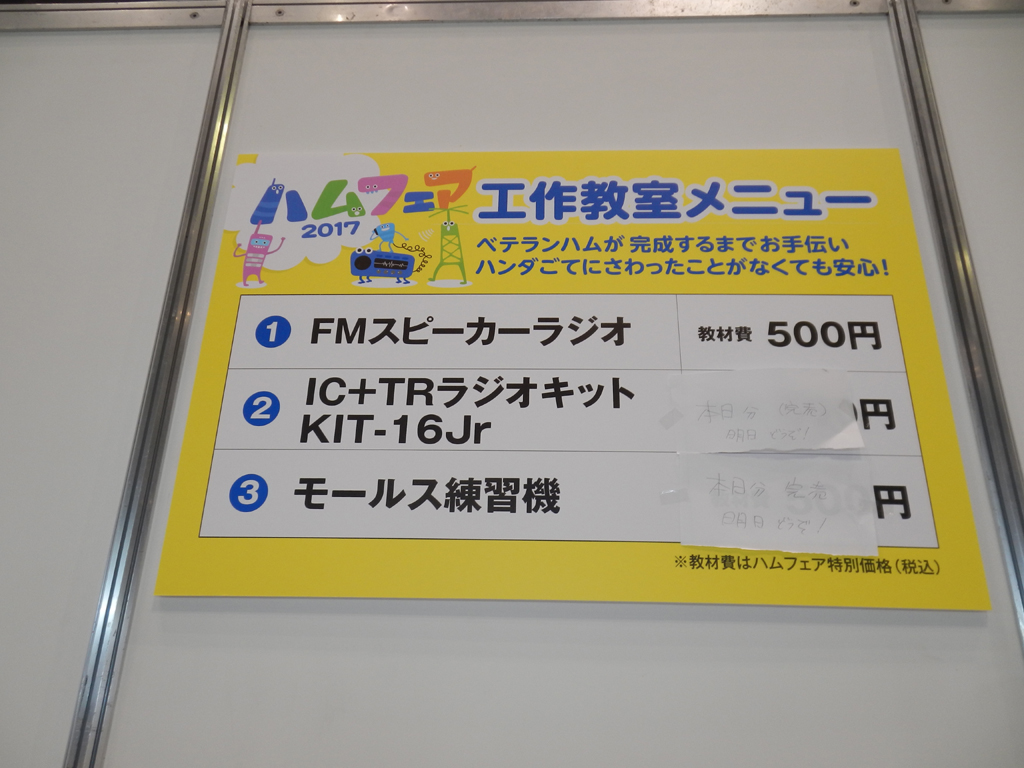 ハムフェア
2017
工作教室メニュー
ベテランハムが完成するまでお手伝い
ハンダごてにさわったことがなくても安心!
1 FMスピーカーラジオ 教材費 500円
2 IC+TRラジオキット
KIT-16Jr 円
本日分 (完売)
明日 どうぞ!
3 モールス練習機 円
本日分 完売
明日 どうぞ!
※教材費はハムフェア特別価格(税込)